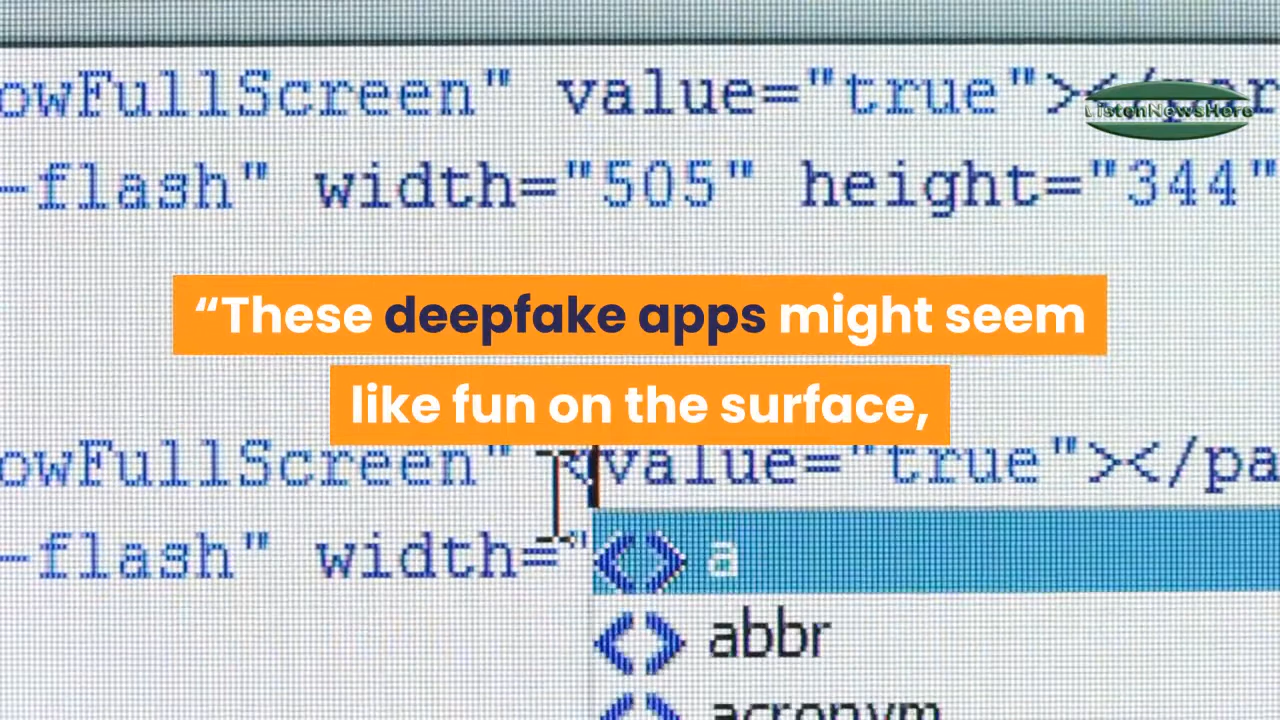 owFullScreen" value="true"></par
ListenNewsHere
-flash" width="505" height="344"
“These deepfake apps might seem
like fun on the surface,
owFullScreen" <value="true"></pa
-flash" width="
<> a
<> abbr
<> acronym